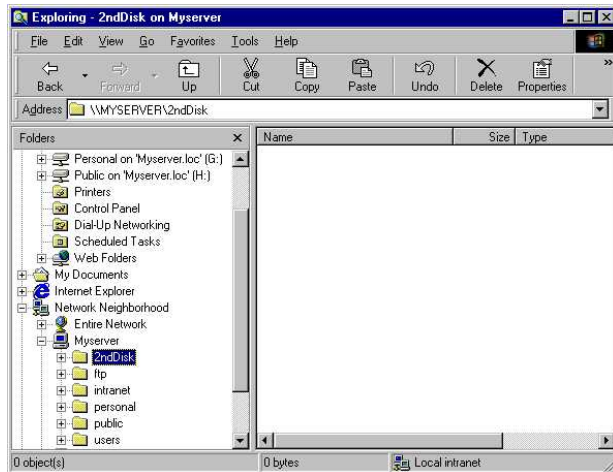 Exploring - 2ndDisk on Myserver
File Edit View Go Favorites Tools Help
Back Forward Up Cut Copy Paste Undo Delete Properties »
Address \\MYSERVER\2ndDisk
Folders x
Name Size Type
Personal on 'Myserver.loc' (G:)
Public on 'Myserver.loc' (H:)
Printers
Control Panel
Dial-Up Networking
Scheduled Tasks
Web Folders
My Documents
Internet Explorer
Network Neighborhood
Entire Network
Myserver
2ndDisk
ftp
intranet
personal
public
users
0 object(s) 0 bytes Local intranet